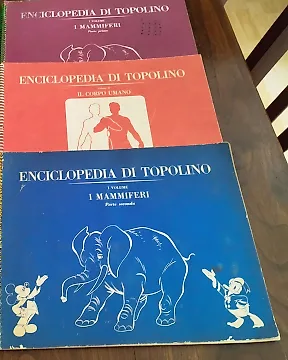 ENCICLOPEDIA DI TOPOLINO
I VOLUME
I MAMMIFERI
Parte prima
ENCICLOPEDIA DI TOPOLINO
IL CORPO UMANO
ENCICLOPEDIA DI TOPOLINO
I VOLUME
I MAMMIFERI
Parte seconda